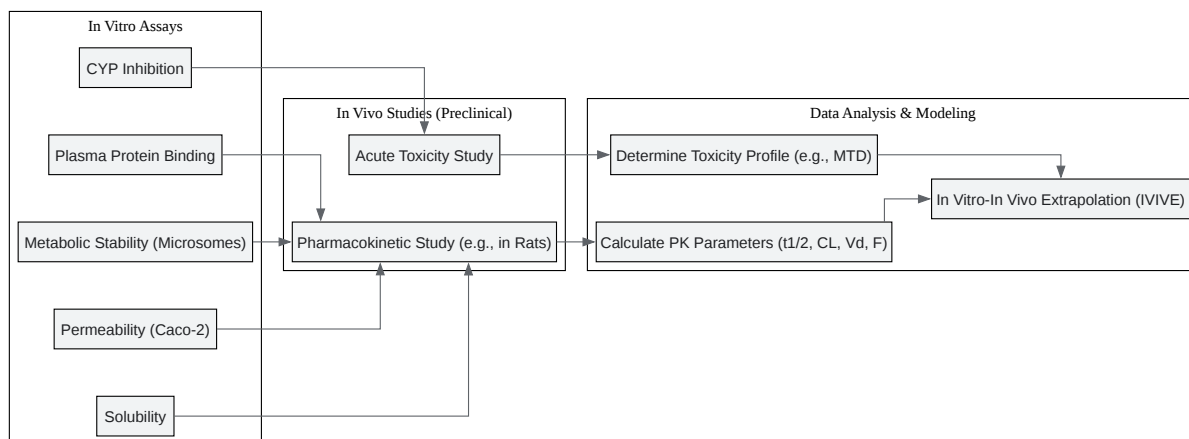 In Vitro Assays
CYP Inhibition
Plasma Protein Binding
Metabolic Stability (Microsomes)
Permeability (Caco-2)
Solubility
In Vivo Studies (Preclinical)
Acute Toxicity Study
Pharmacokinetic Study (e.g., in Rats)
Data Analysis & Modeling
Determine Toxicity Profile (e.g., MTD)
Calculate PK Parameters (t1/2, CL, Vd, F)
In Vitro-In Vivo Extrapolation (IVIVE)